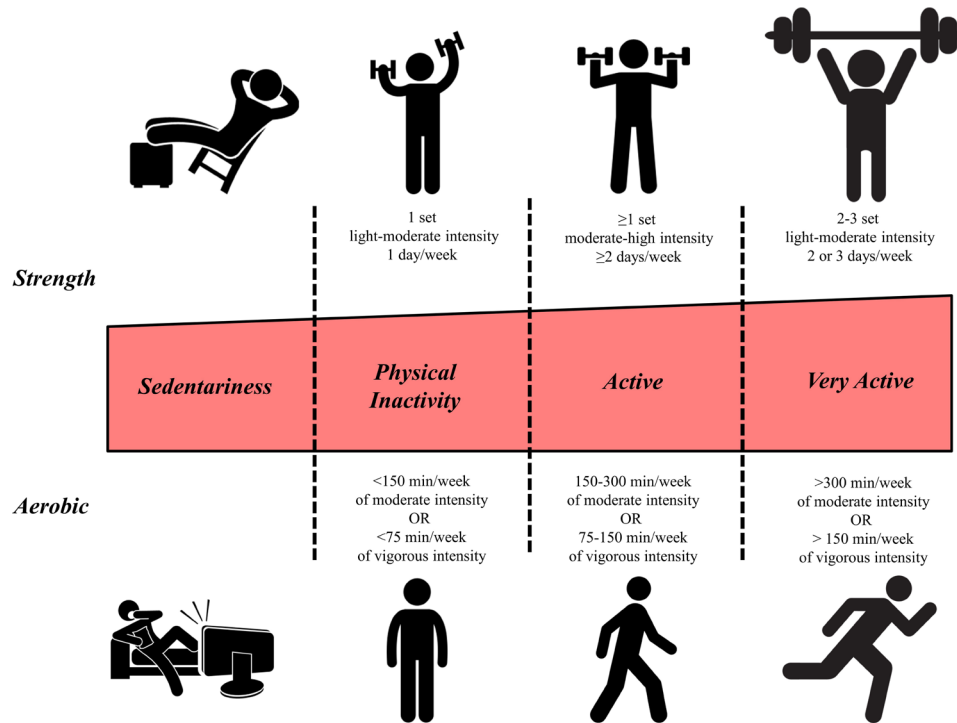 1 set
light-moderate intensity
1 day/week
≥1 set
moderate-high intensity
≥2 days/week
2-3 set
light-moderate intensity
2 or 3 days/week
Strength
Sedentariness
Physical
Inactivity
Active
Very Active
Aerobic
<150 min/week
of moderate intensity
OR
<75 min/week
of vigorous intensity
150-300 min/week
of moderate intensity
OR
75-150 min/week
of vigorous intensity
>300 min/week
of moderate intensity
OR
> 150 min/week
of vigorous intensity